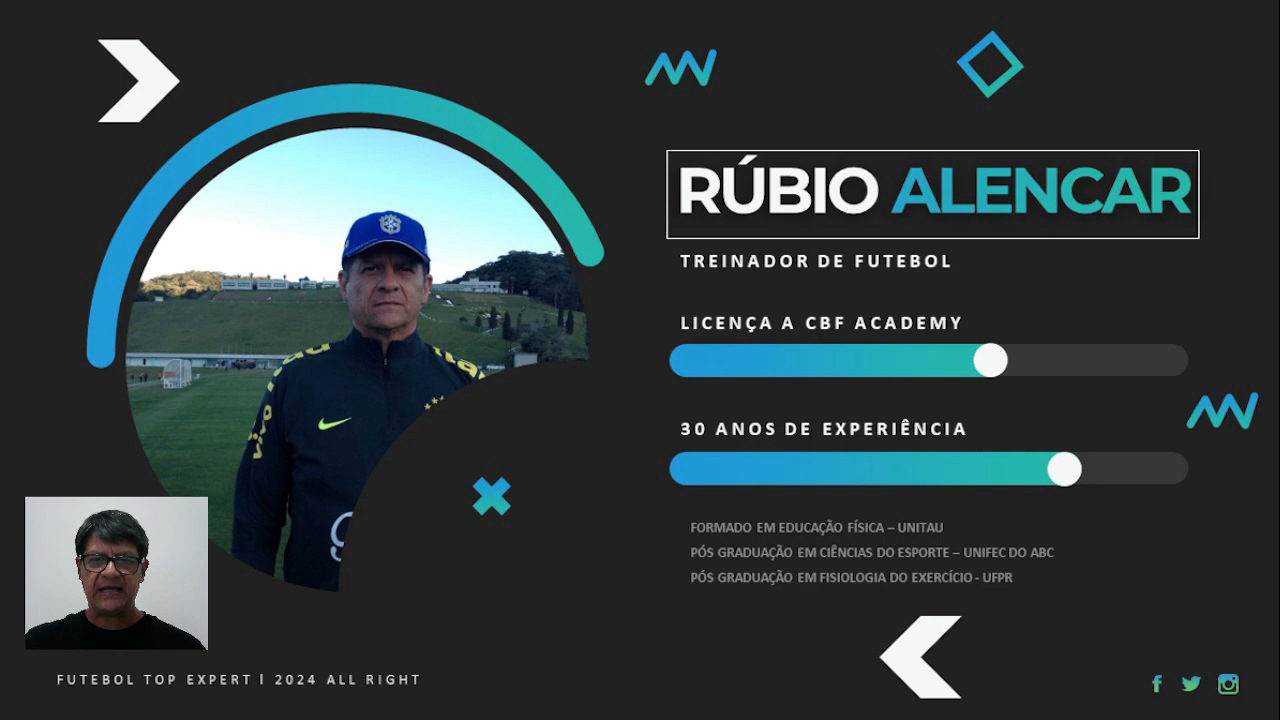 RÚBIO ALENCAR
TREINADOR DE FUTEBOL
LICENÇA A CBF ACADEMY
30 ANOS DE EXPERIÊNCIA
FORMADO EM EDUCAÇÃO FÍSICA – UNITAU
PÓS GRADUAÇÃO EM CIÊNCIAS DO ESPORTE – UNIFEC DO ABC
PÓS GRADUAÇÃO EM FISIOLOGIA DO EXERCÍCIO - UFPR
FUTEBOL TOP EXPERT | 2024 ALL RIGHT